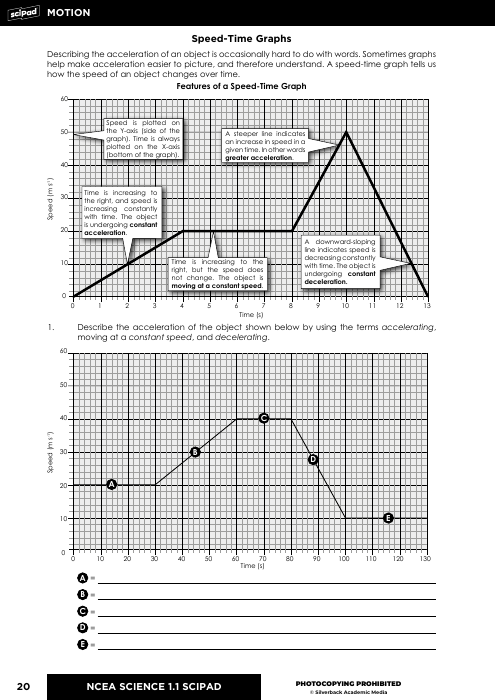 scipad MOTION
Speed-Time Graphs
Describing the acceleration of an object is occasionally hard to do with words. Sometimes graphs
help make acceleration easier to picture, and therefore understand. A speed-time graph tells us
how the speed of an object changes over time.
Features of a Speed-Time Graph
60
50
40
30
20
10
0
Speed (m s⁻¹)
Speed is plotted on
the Y-axis (side of the
graph). Time is always
plotted on the X-axis
(bottom of the graph).
A steeper line indicates
an increase in speed in a
given time. In other words
greater acceleration.
Time is increasing to
the right, and speed is
increasing constantly
with time. The object
is undergoing constant
acceleration.
Time is increasing to the
right, but the speed does
not change. The object is
moving at a constant speed.
A downward-sloping
line indicates speed is
decreasing constantly
with time. The object is
undergoing constant
deceleration.
0 1 2 3 4 5 6 7 8 9 10 11 12 13
Time (s)
1. Describe the acceleration of the object shown below by using the terms accelerating,
moving at a constant speed, and decelerating.
60
50
40
30
20
10
0
Speed (m s⁻¹)
A
B
C
D
E
0 10 20 30 40 50 60 70 80 90 100 110 120 130
Time (s)
A =
B =
C =
D =
E =
20 NCEA SCIENCE 1.1 SCIPAD PHOTOCOPYING PROHIBITED
© Silverback Academic Media